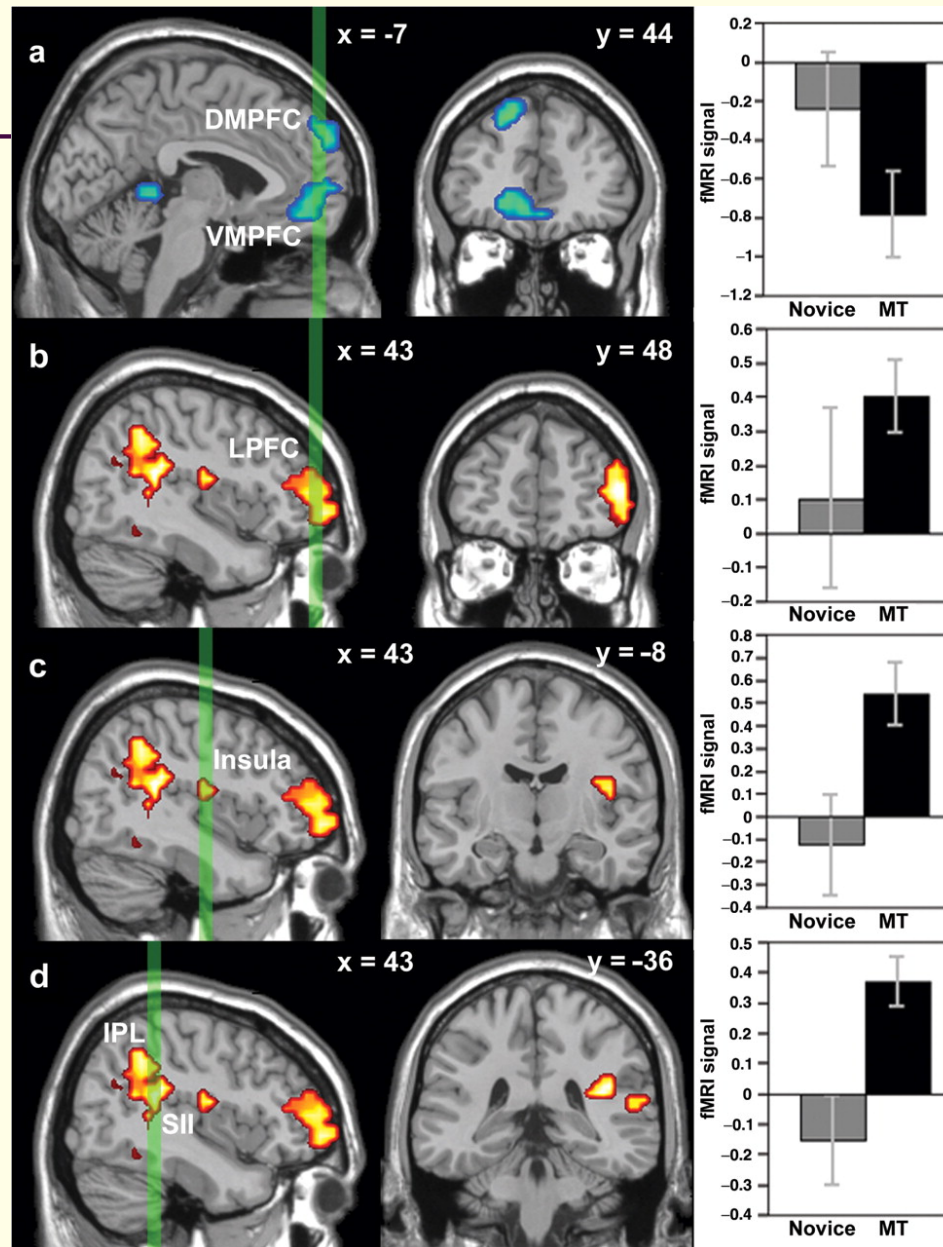 a
x = -7
y = 44
DMPFC
VMPFC
fMRI signal
0.2
0
–0.2
–0.4
–0.6
–0.8
–1
–1.2
Novice MT
b
x = 43
y = 48
LPFC
fMRI signal
0.6
0.5
0.4
0.3
0.2
0.1
0
–0.1
–0.2
Novice MT
c
x = 43
y = -8
Insula
fMRI signal
0.8
0.7
0.6
0.5
0.4
0.3
0.2
0.1
0
–0.1
–0.2
–0.3
–0.4
Novice MT
d
x = 43
y = -36
IPL
SII
fMRI signal
0.5
0.4
0.3
0.2
0.1
0
–0.1
–0.2
–0.3
–0.4
Novice MT